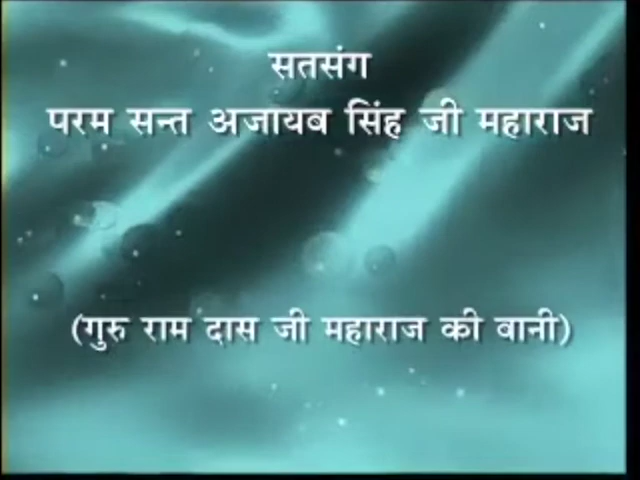 सतसंग
परम सन्त अजायब सिंह जी महाराज
(गुरु राम दास जी महाराज की वानी)